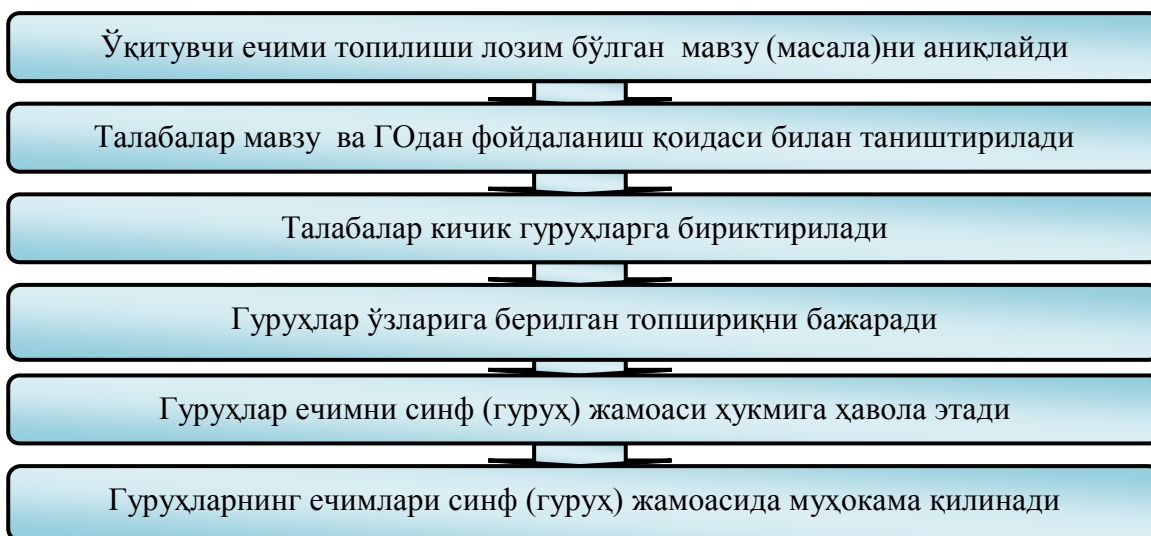 Ўқитувчи ечими топилиши лозим бўлган мавзу (масала)ни аниқлайди
Талабалар мавзу ва ГОдан фойдаланиш қоидаси билан таништирилади
Талабалар кичик гуруҳларга бириктирилади
Гуруҳлар ўзларига берилган топшириқни бажаради
Гуруҳлар ечимни синф (гуруҳ) жамоаси ҳукмига ҳавола этади
Гуруҳларнинг ечимлари синф (гуруҳ) жамоасида муҳокама қилинади